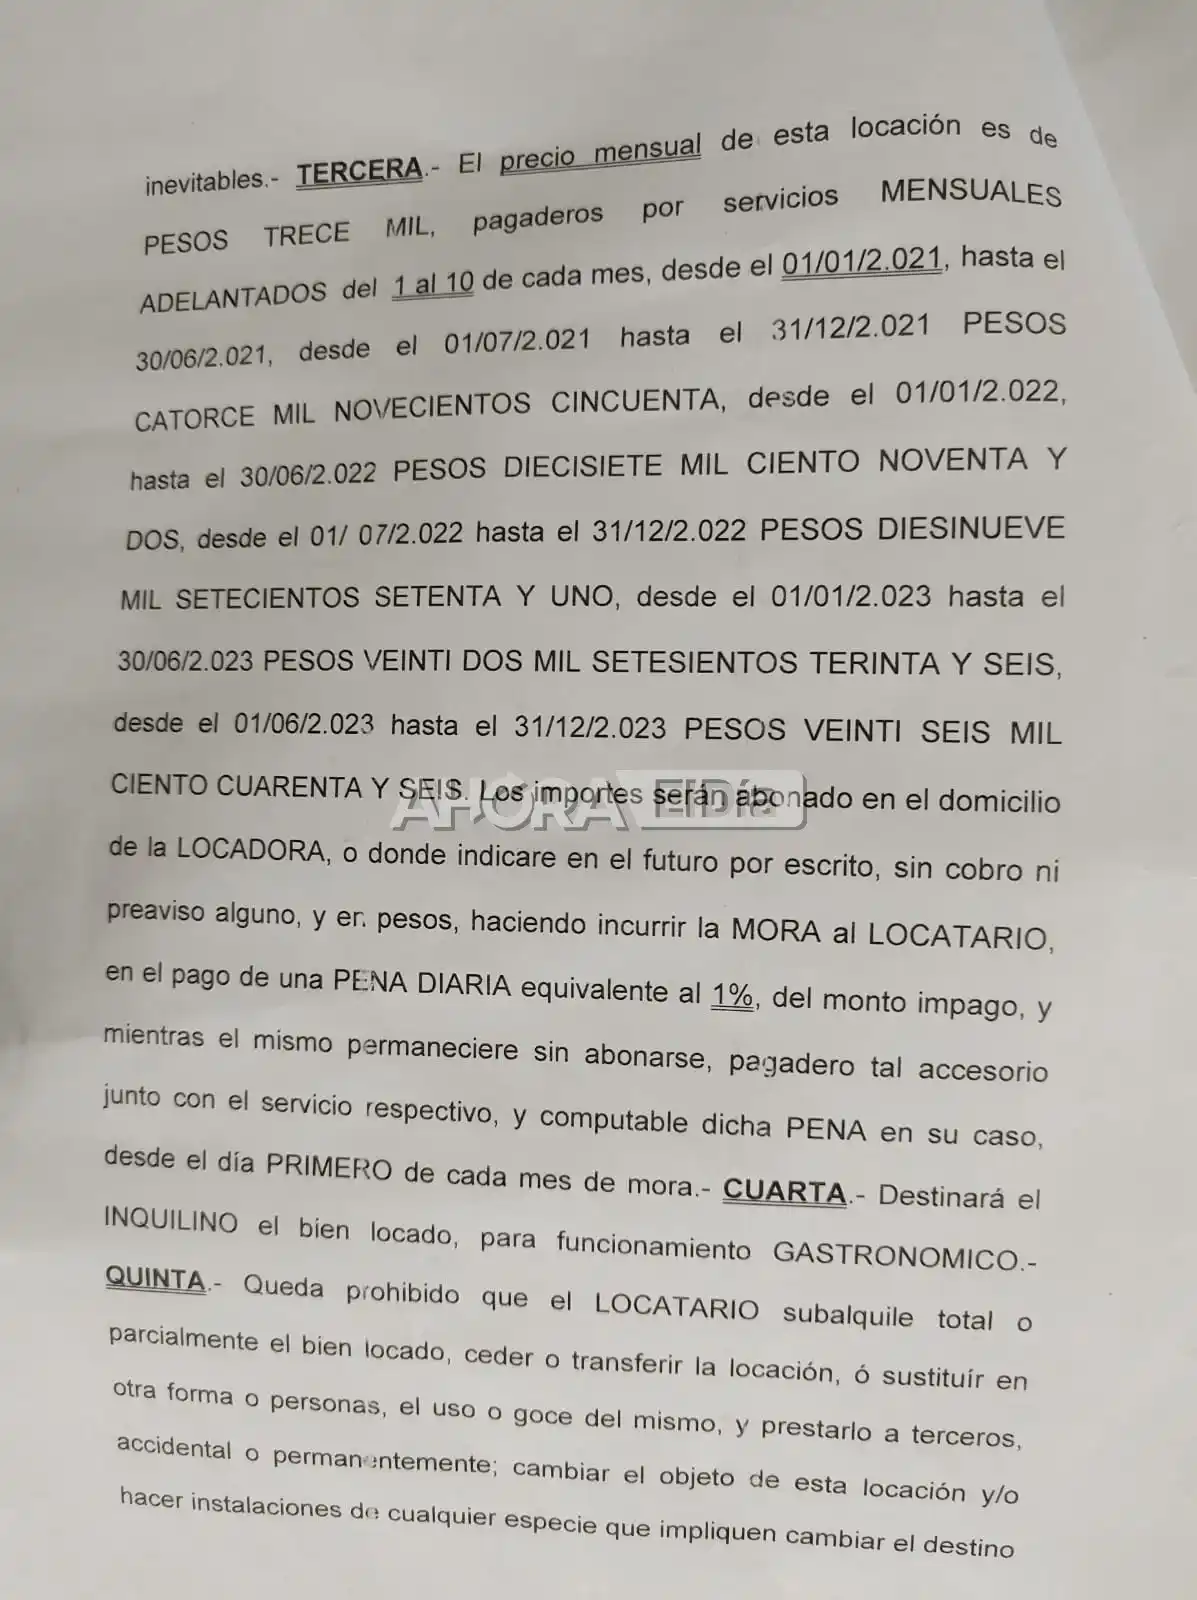 inevitables.- TERCERA.- El precio mensual de esta locación es de
PESOS TRECE MIL, pagaderos por servicios MENSUALES
ADELANTADOS del 1 al 10 de cada mes, desde el 01/01/2.021, hasta el
30/06/2.021, desde el 01/07/2.021 hasta el 31/12/2.021 PESOS
CATORCE MIL NOVECIENTOS CINCUENTA, desde el 01/01/2.022,
hasta el 30/06/2.022 PESOS DIECISIETE MIL CIENTO NOVENTA Y
DOS, desde el 01/ 07/2.022 hasta el 31/12/2.022 PESOS DIESINUEVE
MIL SETECIENTOS SETENTA Y UNO, desde el 01/01/2.023 hasta el
30/06/2.023 PESOS VEINTI DOS MIL SETESIENTOS TERINTA Y SEIS,
desde el 01/06/2.023 hasta el 31/12/2.023 PESOS VEINTI SEIS MIL
CIENTO CUARENTA Y SEIS. Los importes serán abonado en el domicilio
AHORA ElDía
de la LOCADORA, o donde indicare en el futuro por escrito, sin cobro ni
preaviso alguno, y en pesos, haciendo incurrir la MORA al LOCATARIO,
en el pago de una PENA DIARIA equivalente al 1%, del monto impago, y
mientras el mismo permaneciere sin abonarse, pagadero tal accesorio
junto con el servicio respectivo, y computable dicha PENA en su caso,
desde el día PRIMERO de cada mes de mora.- CUARTA.- Destinará el
INQUILINO el bien locado, para funcionamiento GASTRONOMICO.-
QUINTA.- Queda prohibido que el LOCATARIO subalquile total o
parcialmente el bien locado, ceder o transferir la locación, ó sustituír en
otra forma o personas, el uso o goce del mismo, y prestarlo a terceros,
accidental o permanentemente; cambiar el objeto de esta locación y/o
hacer instalaciones de cualquier especie que impliquen cambiar el destino